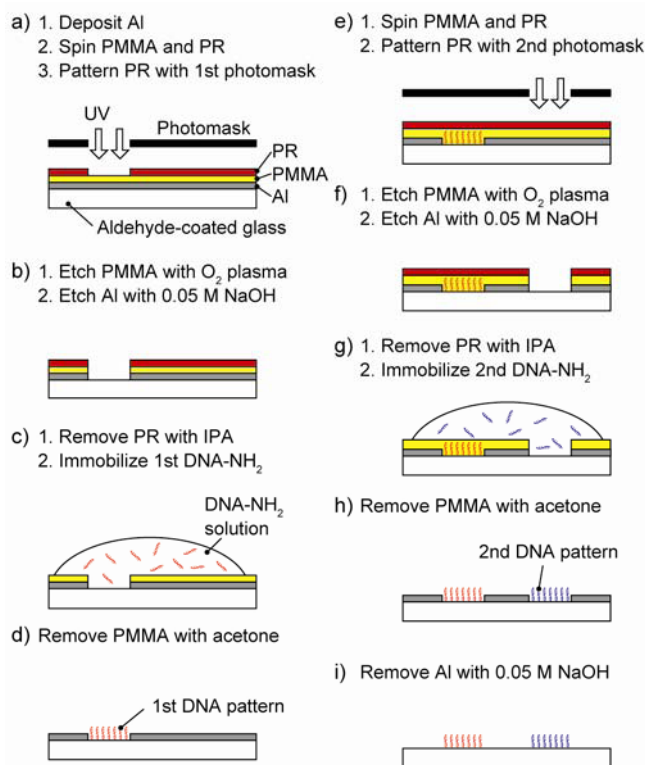 a) 1. Deposit Al
2. Spin PMMA and PR
3. Pattern PR with 1st photomask
UV
Photomask
PR
PMMA
Al
Aldehyde-coated glass
b) 1. Etch PMMA with O₂ plasma
2. Etch Al with 0.05 M NaOH
c) 1. Remove PR with IPA
2. Immobilize 1st DNA-NH₂
DNA-NH₂
solution
d) Remove PMMA with acetone
1st DNA pattern
e) 1. Spin PMMA and PR
2. Pattern PR with 2nd photomask
f) 1. Etch PMMA with O₂ plasma
2. Etch Al with 0.05 M NaOH
g) 1. Remove PR with IPA
2. Immobilize 2nd DNA-NH₂
h) Remove PMMA with acetone
2nd DNA pattern
i) Remove Al with 0.05 M NaOH